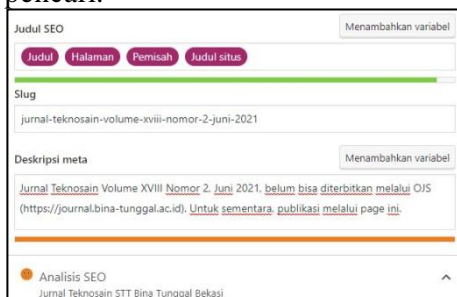 pencari.
Judul SEO Menambahkan variabel
Judul Halaman Pemisah Judul situs
Slug
jurnal-teknosain-volume-xviii-nomor-2-juni-2021
Deskripsi meta Menambahkan variabel
Jurnal Teknosain Volume XVIII Nomor 2, Juni 2021, belum bisa diterbitkan melalui OJS
(https://journal.bina-tunggal.ac.id). Untuk sementara, publikasi melalui page ini.
Analisis SEO
Jurnal Teknosain STT Bina Tunggal Bekasi